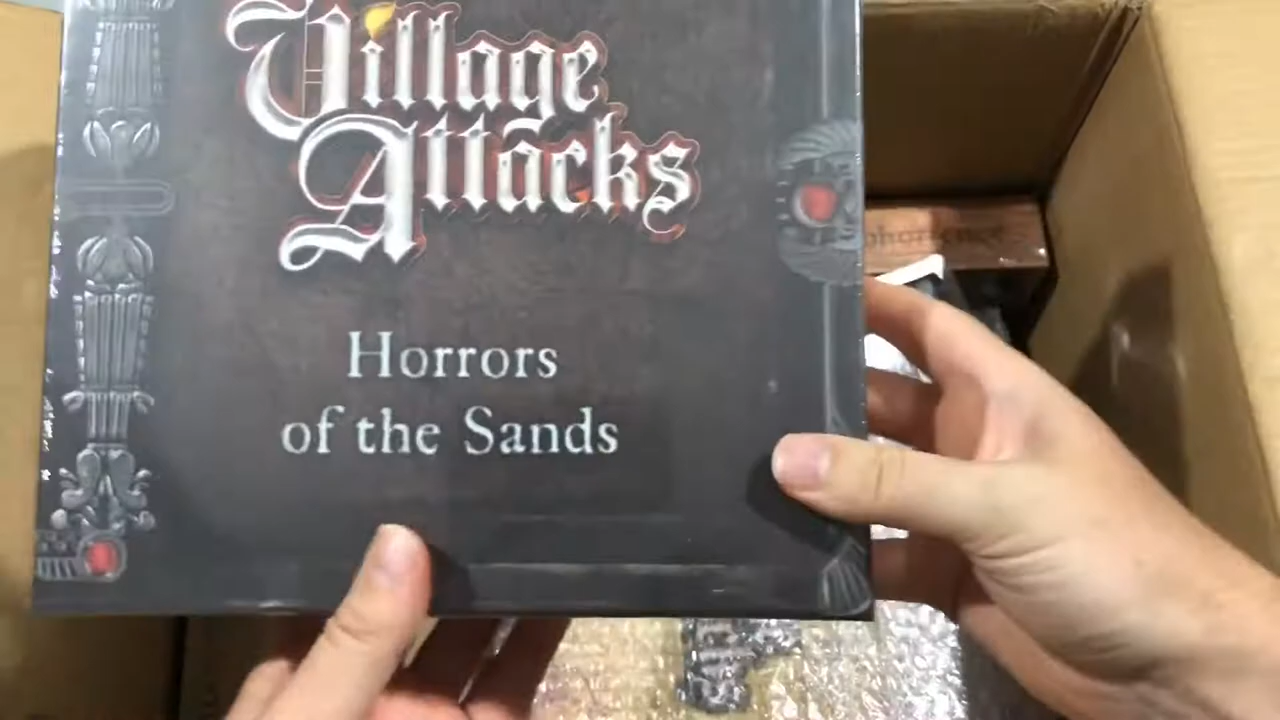 Village
Attacks
Horrors
of the Sands